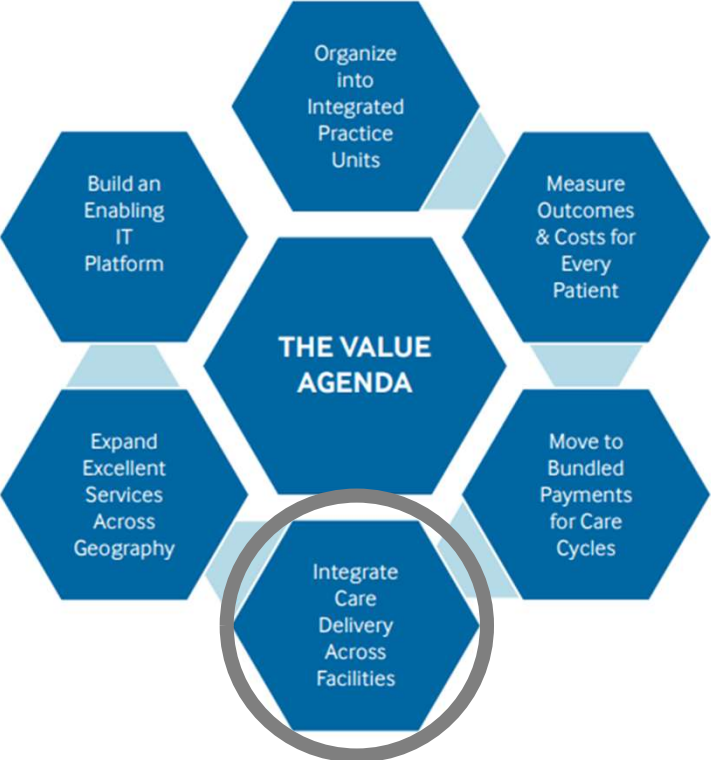 Organize
into
Integrated
Practice
Units
Measure
Outcomes
& Costs for
Every
Patient
Move to
Bundled
Payments
for Care
Cycles
Integrate
Care
Delivery
Across
Facilities
Expand
Excellent
Services
Across
Geography
Build an
Enabling
IT
Platform
THE VALUE
AGENDA